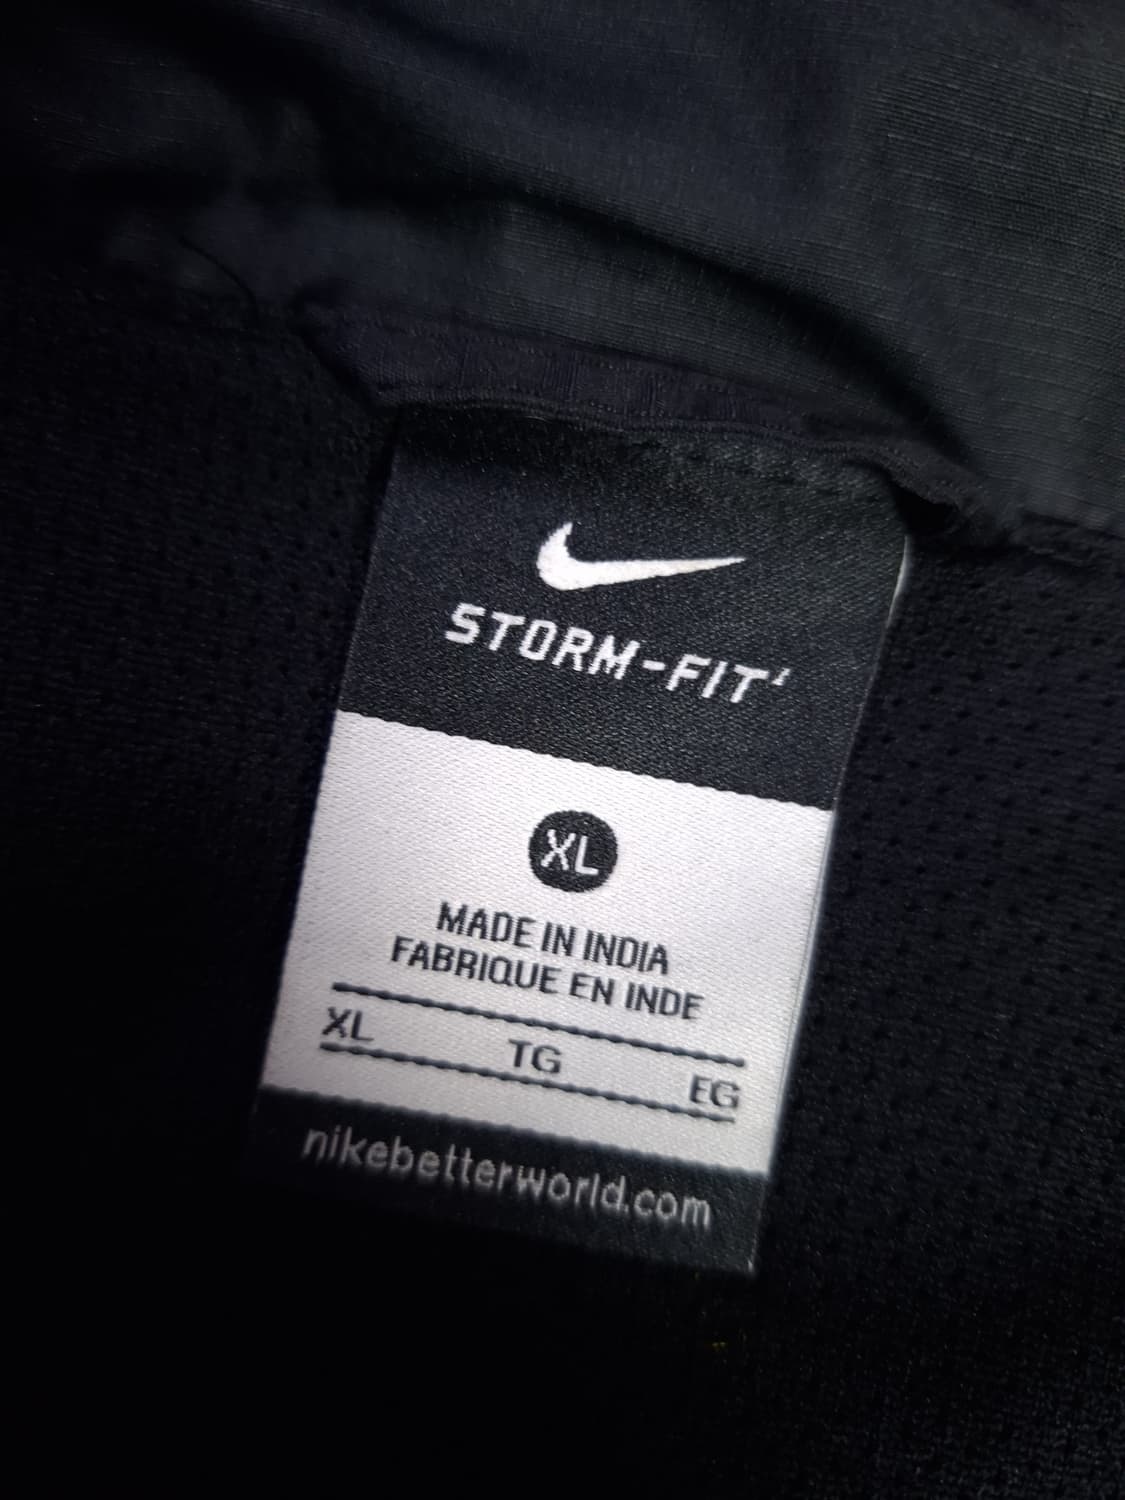 STORM-FIT
XL
MADE IN INDIA
FABRIQUE EN INDE
XL TG EG
nikebetterworld.com